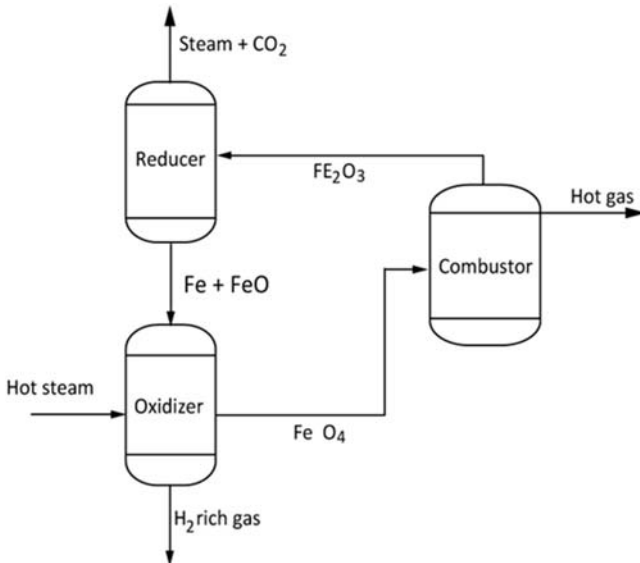 Steam + CO₂
Reducer
FE₂O₃
Hot gas
Combustor
Fe + FeO
Hot steam
Oxidizer
Fe O₄
H₂ rich gas